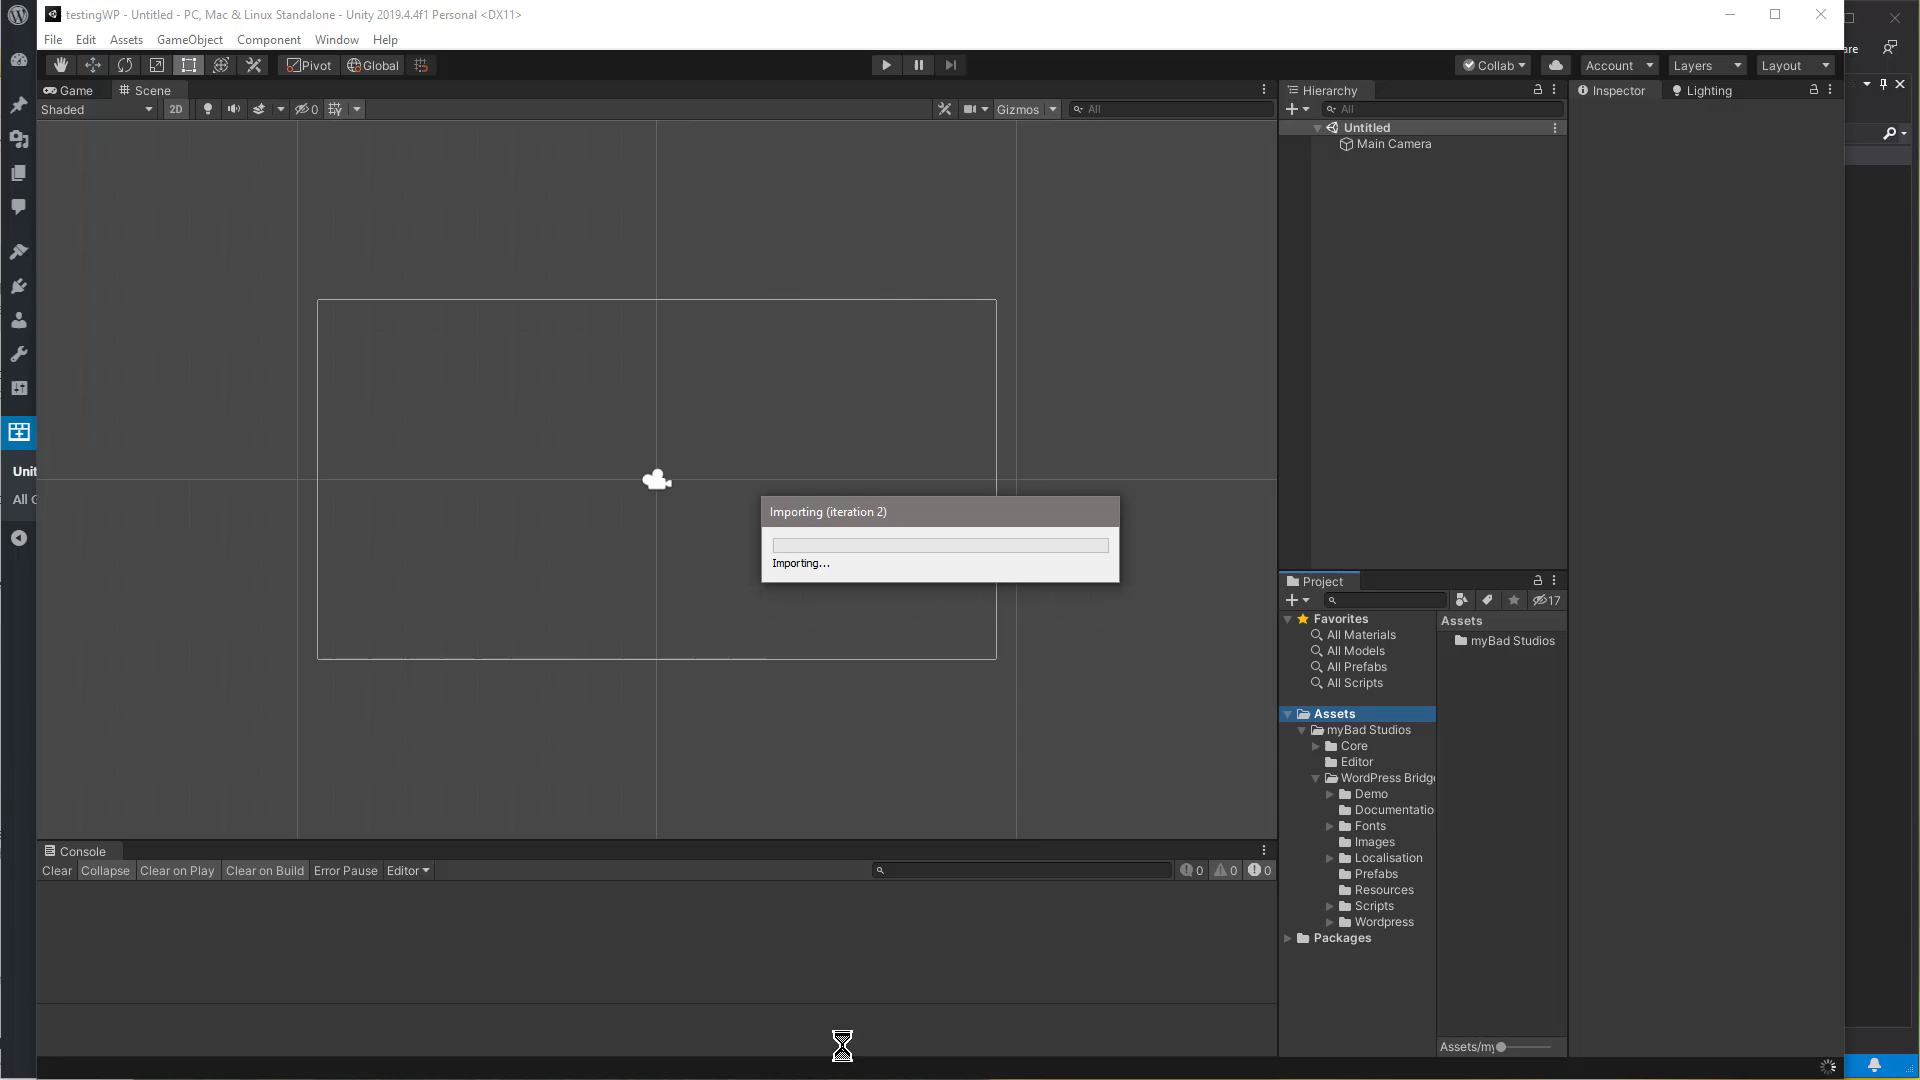 testingWP - Untitled - PC, Mac & Linux Standalone - Unity 2019.4.4f1 Personal <DX11>
File Edit Assets GameObject Component Window Help
Pivot Global Collab Account Layers Layout
Game Scene
Shaded 2D 0 Gizmos All
Hierarchy
All
Untitled
Main Camera
Inspector Lighting
Importing (iteration 2)
Importing...
Unit
All G
Project
17
Favorites
All Materials
All Models
All Prefabs
All Scripts
Assets
myBad Studios
Core
Editor
WordPress Bridge
Demo
Documentatio
Fonts
Images
Localisation
Prefabs
Resources
Scripts
Wordpress
Packages
Assets
myBad Studios
Assets/my
Console
Clear Collapse Clear on Play Clear on Build Error Pause Editor 0 0 0